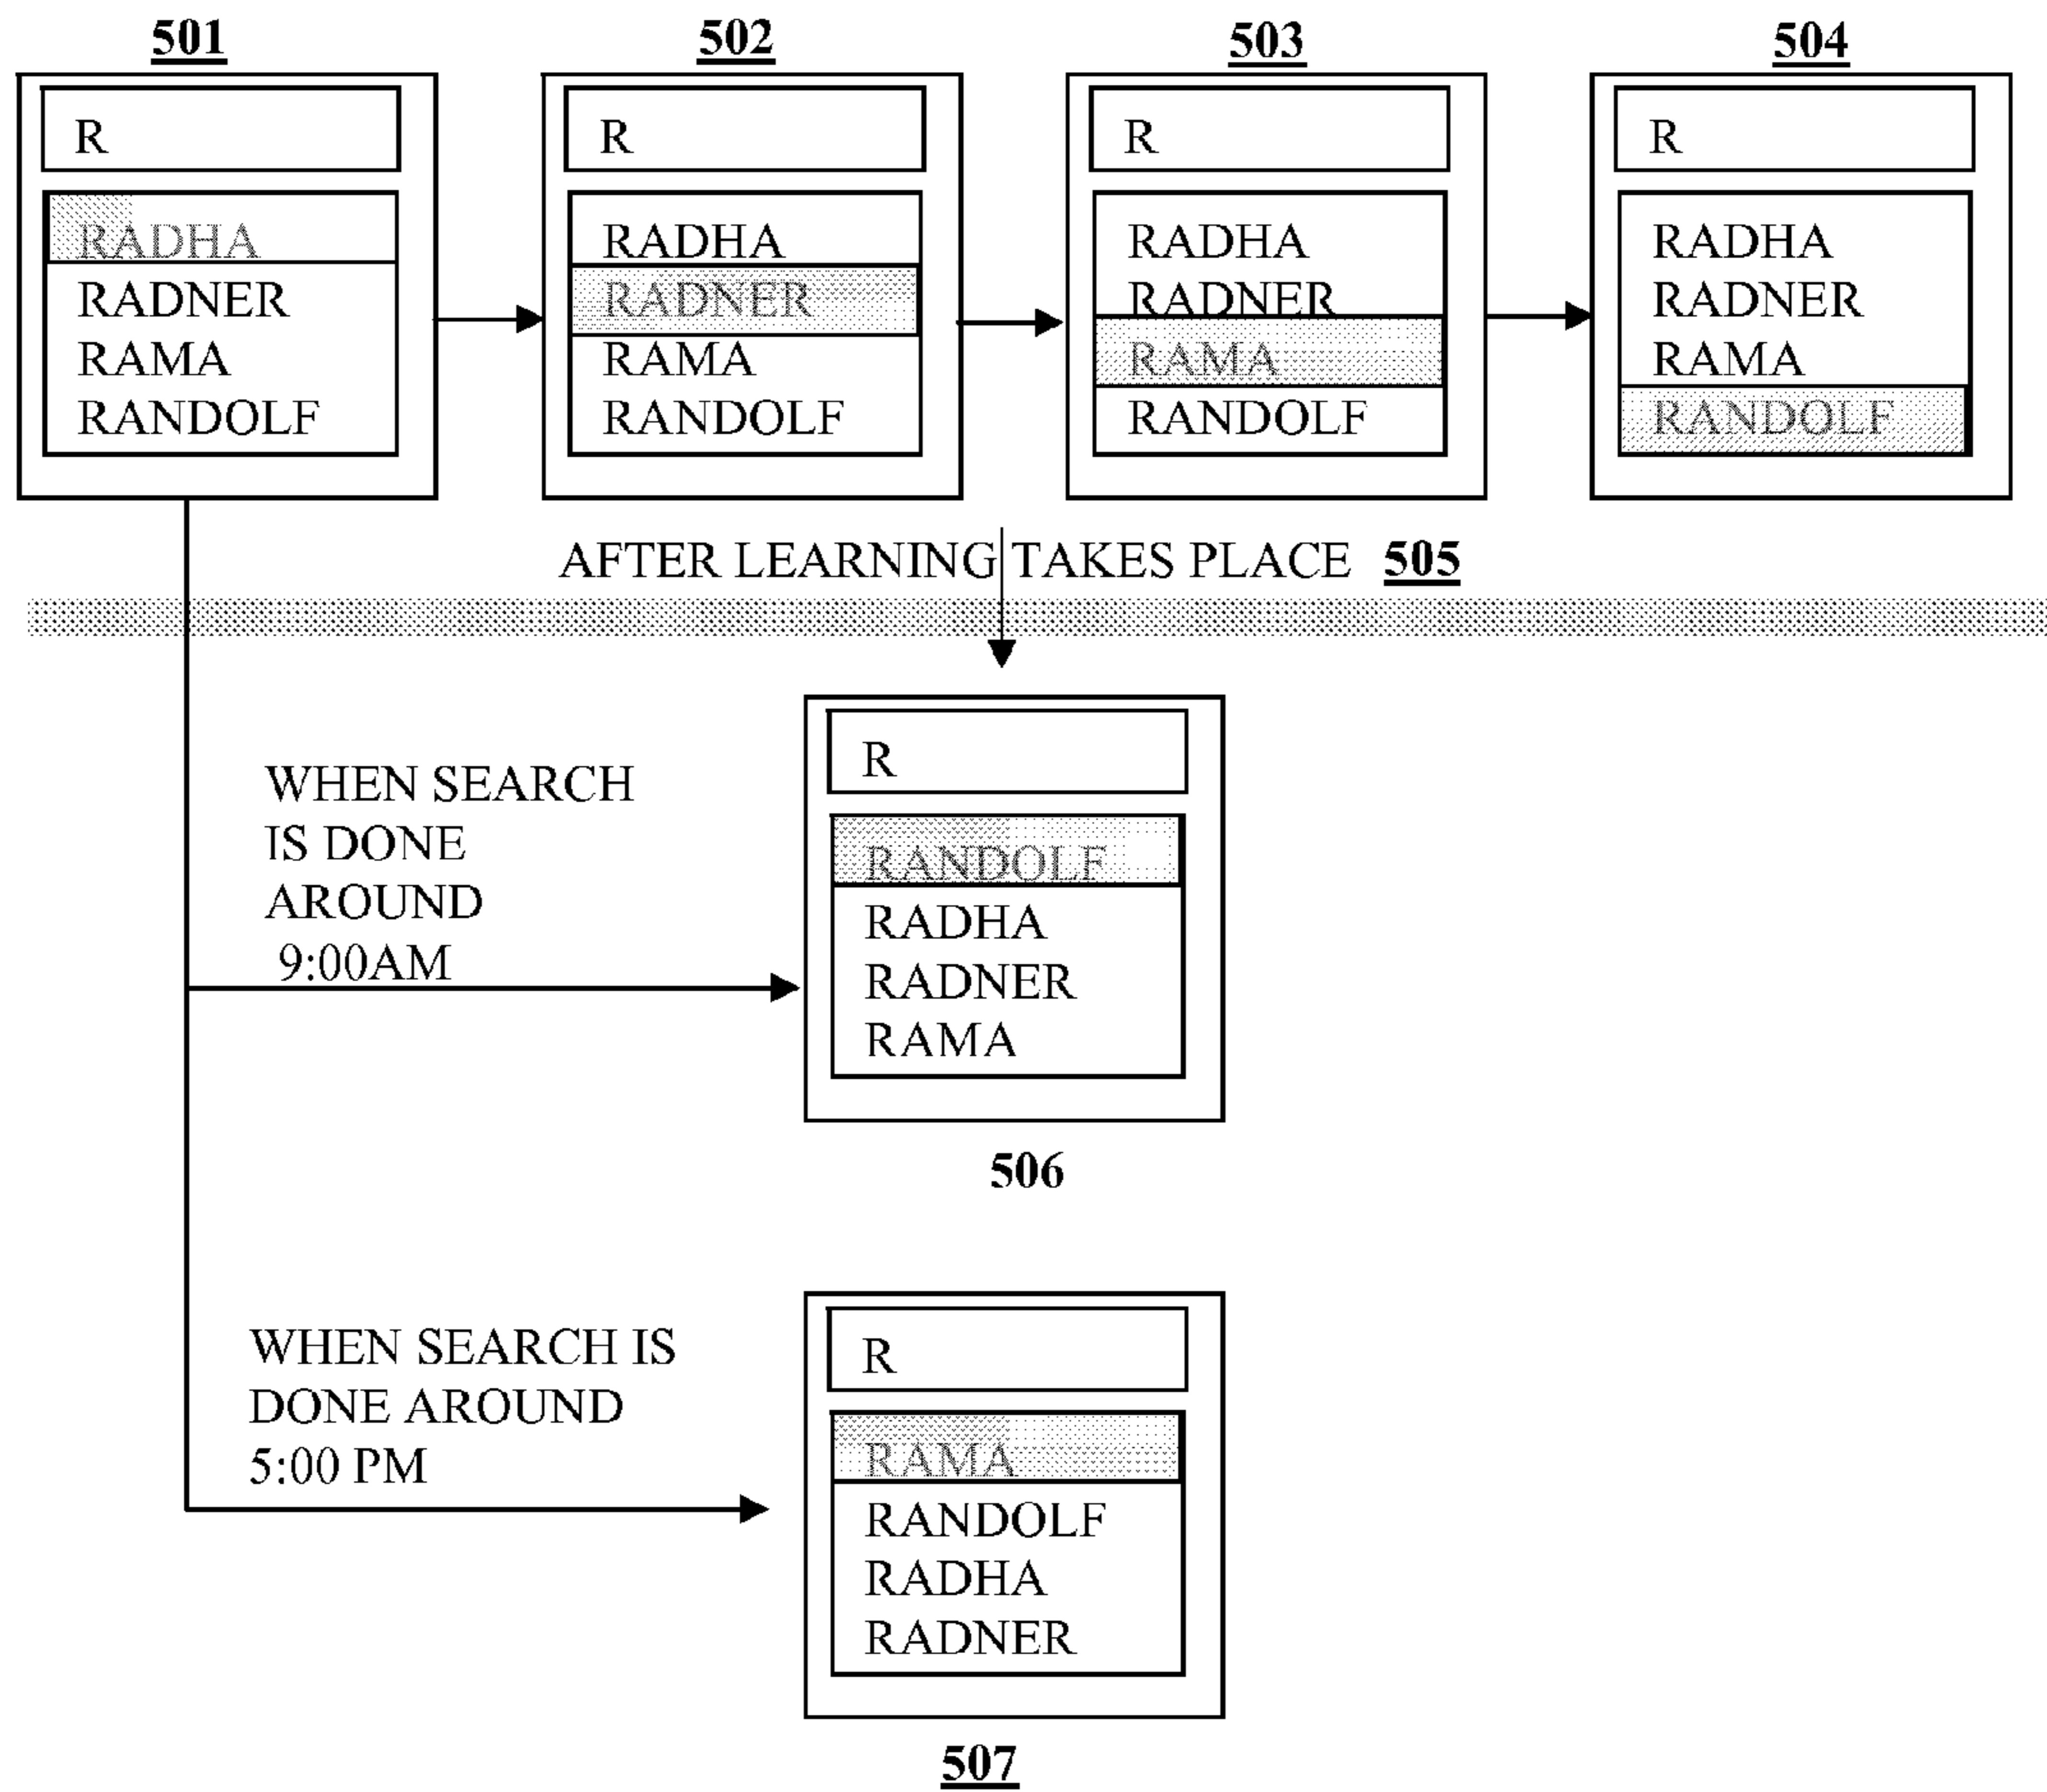 501
R
RADHA
RADNER
RAMA
RANDOLF
502
R
RADHA
RADNER
RAMA
RANDOLF
503
R
RADHA
RADNER
RAMA
RANDOLF
504
R
RADHA
RADNER
RAMA
RANDOLF
AFTER LEARNING TAKES PLACE 505
WHEN SEARCH
IS DONE
AROUND
9:00AM
R
RANDOLF
RADHA
RADNER
RAMA
506
WHEN SEARCH IS
DONE AROUND
5:00 PM
R
RAMA
RANDOLF
RADHA
RADNER
507